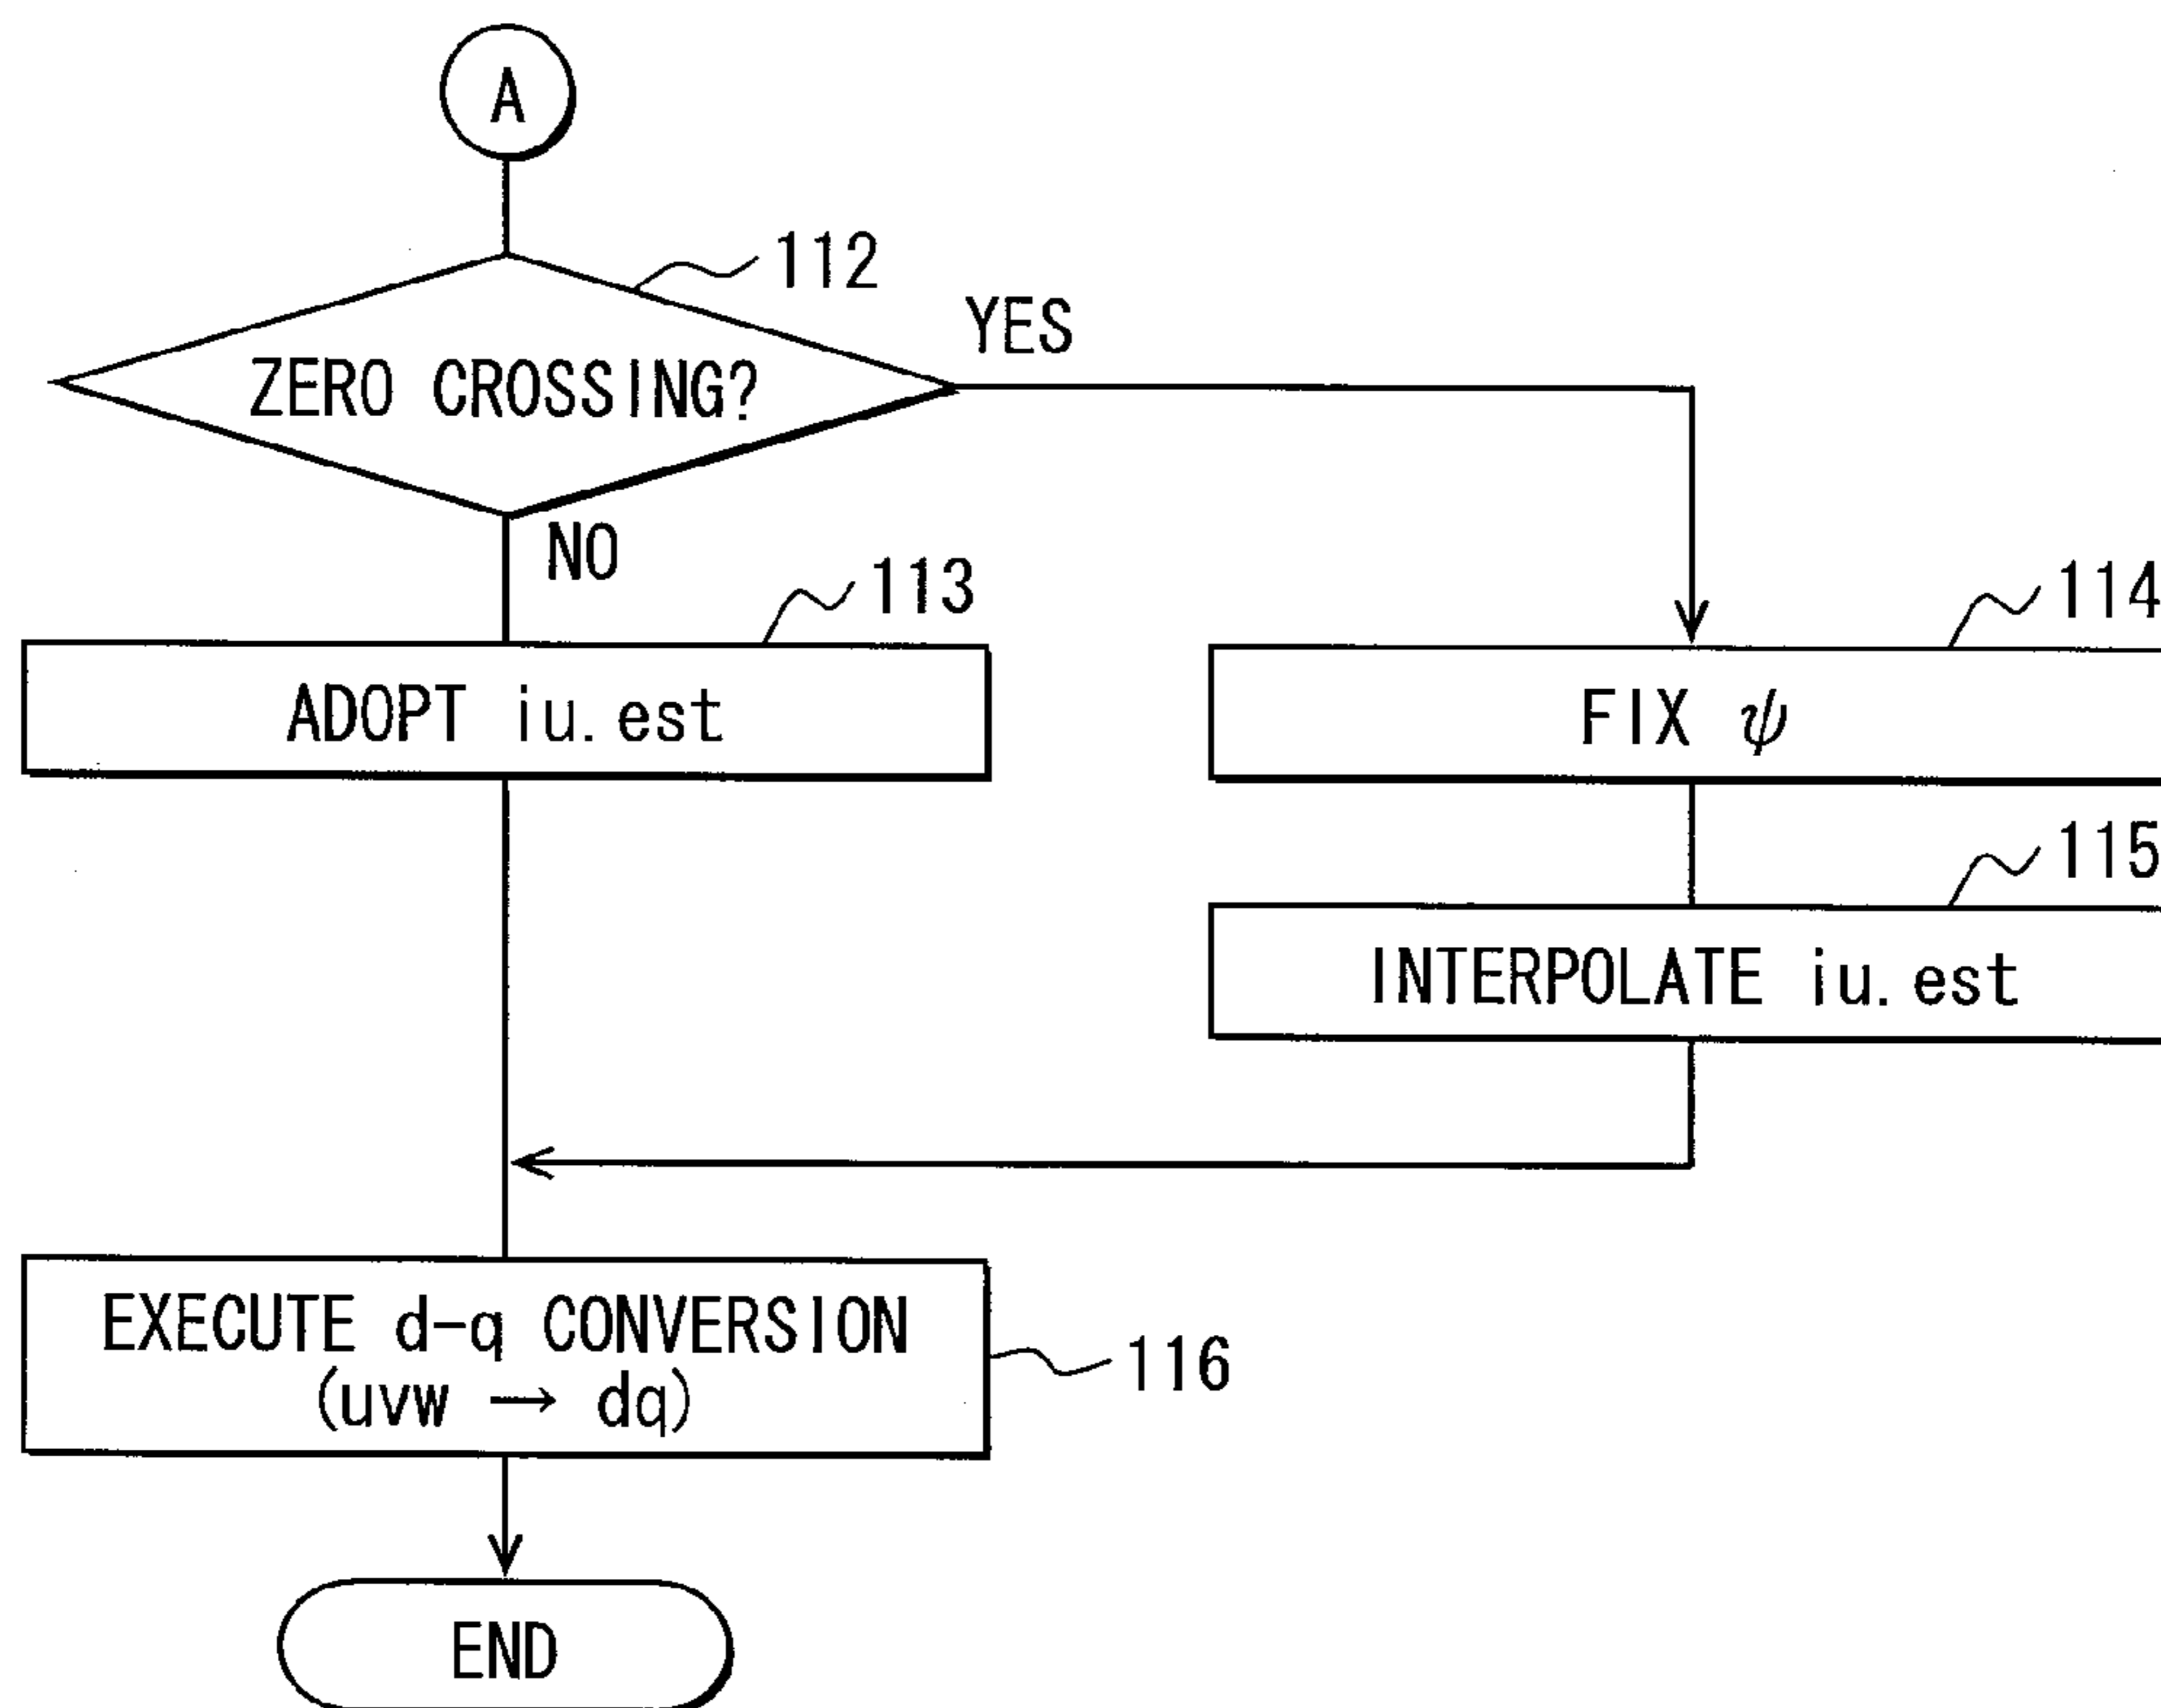 A
112
ZERO CROSSING?
YES
NO
113
ADOPT iu.est
114
FIX ψ
115
INTERPOLATE iu.est
EXECUTE d-q CONVERSION
(uvw → dq)
116
END